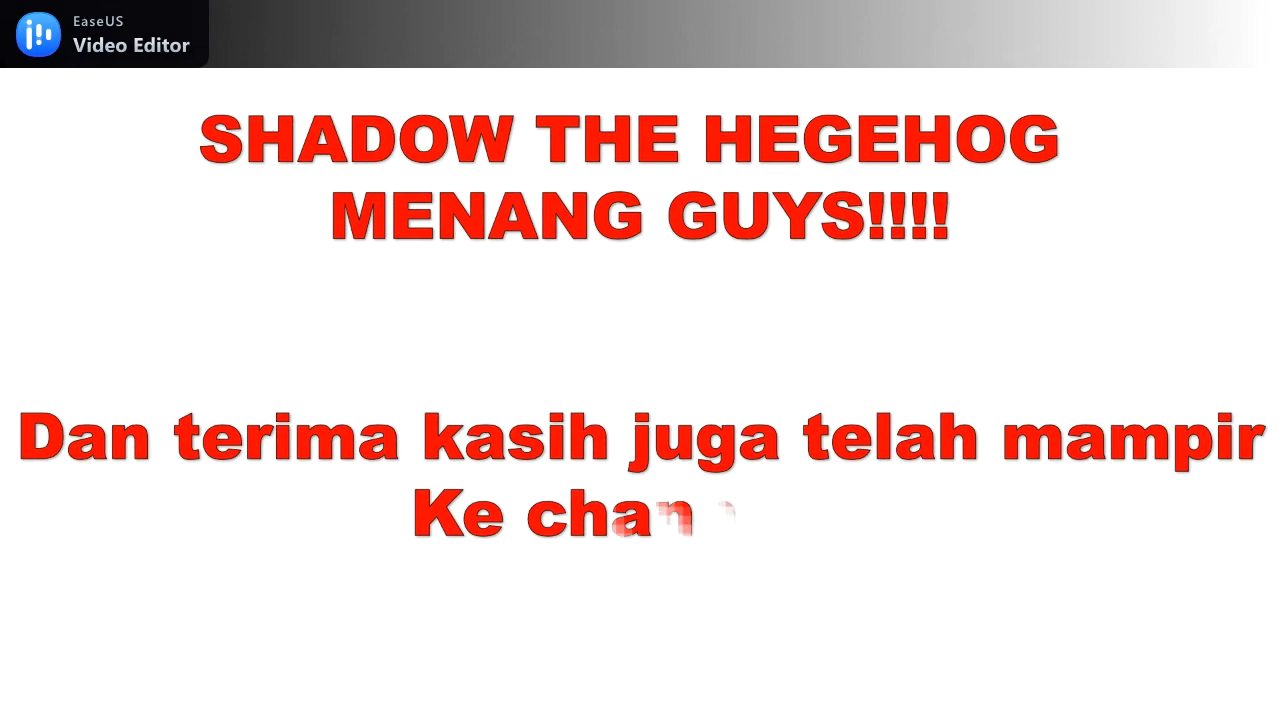 EaseUS
Video Editor
SHADOW THE HEGEHOG
MENANG GUYS!!!!
Dan terima kasih juga telah mampir
Ke chan